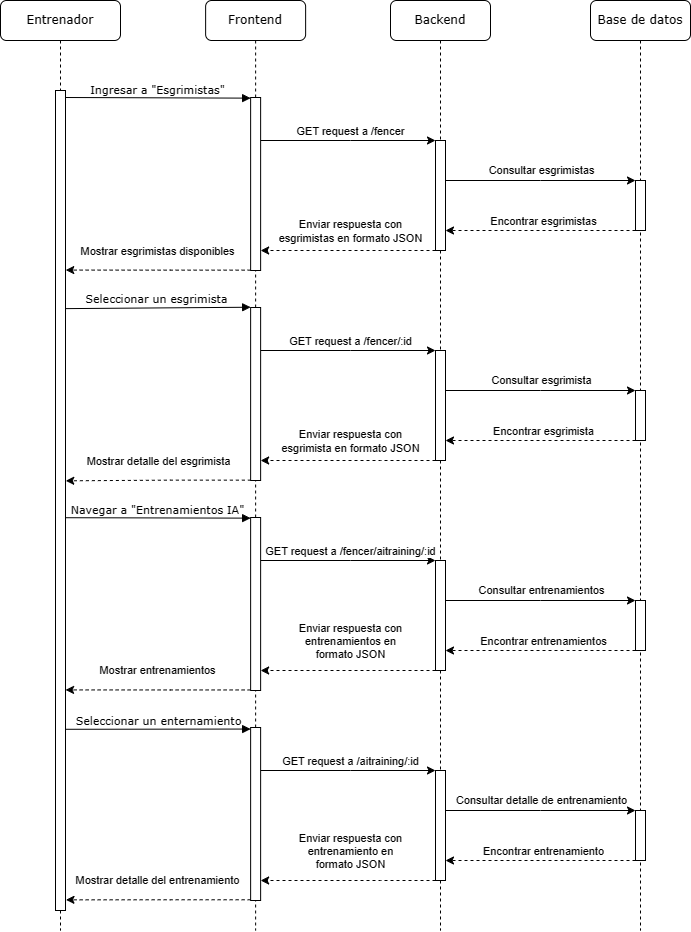 Entrenador
Frontend
Backend
Base de datos
Ingresar a "Esgrimistas"
GET request a /fencer
Consultar esgrimistas
Encontrar esgrimistas
Enviar respuesta con
esgrimistas en formato JSON
Mostrar esgrimistas disponibles
Seleccionar un esgrimista
GET request a /fencer/:id
Consultar esgrimista
Encontrar esgrimista
Enviar respuesta con
esgrimista en formato JSON
Mostrar detalle del esgrimista
Navegar a "Entrenamientos IA"
GET request a /fencer/aitraining/:id
Consultar entrenamientos
Enviar respuesta con
entrenamientos en
formato JSON
Encontrar entrenamientos
Mostrar entrenamientos
Seleccionar un enternamiento
GET request a /aitraining/:id
Consultar detalle de entrenamiento
Enviar respuesta con
entrenamiento en
formato JSON
Encontrar entrenamiento
Mostrar detalle del entrenamiento